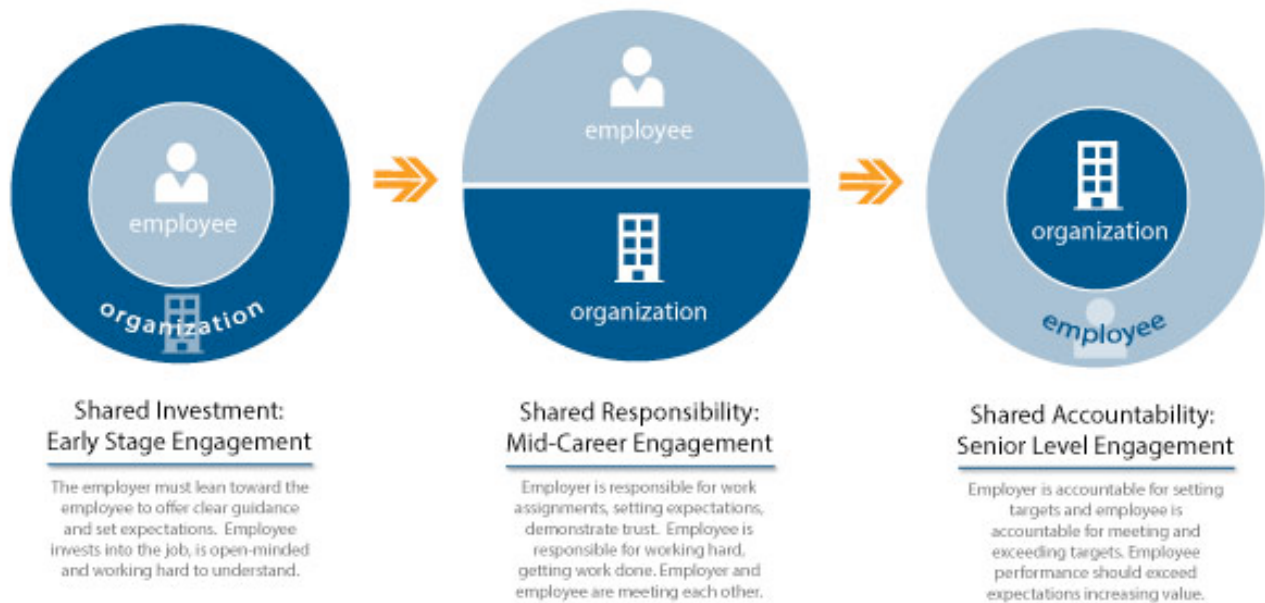 employee
organization
Shared Investment:
Early Stage Engagement
The employer must lean toward the
employee to offer clear guidance
and set expectations. Employee
invests into the job, is open-minded
and working hard to understand.
employee
organization
Shared Responsibility:
Mid-Career Engagement
Employer is responsible for work
assignments, setting expectations,
demonstrate trust. Employee is
responsible for working hard,
getting work done. Employer and
employee are meeting each other.
organization
employee
Shared Accountability:
Senior Level Engagement
Employer is accountable for setting
targets and employee is
accountable for meeting and
exceeding targets. Employee
performance should exceed
expectations increasing value.